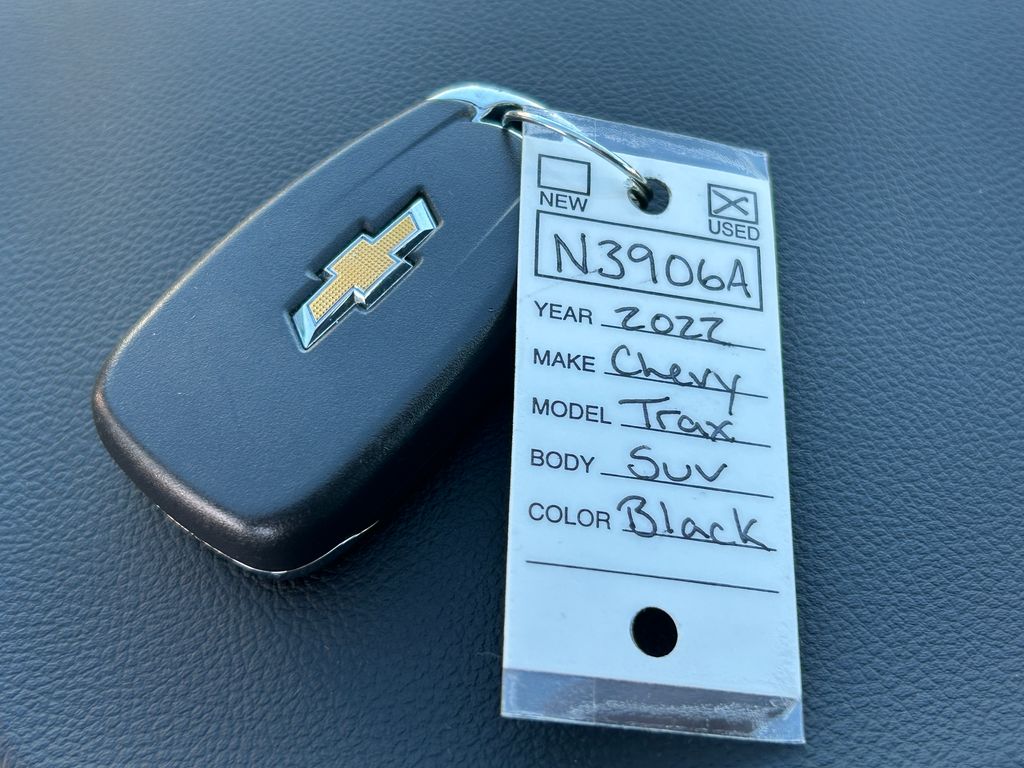 NEW USED
N3906A
YEAR 2022
MAKE Chevy
MODEL Trax
BODY Suv
COLOR Black